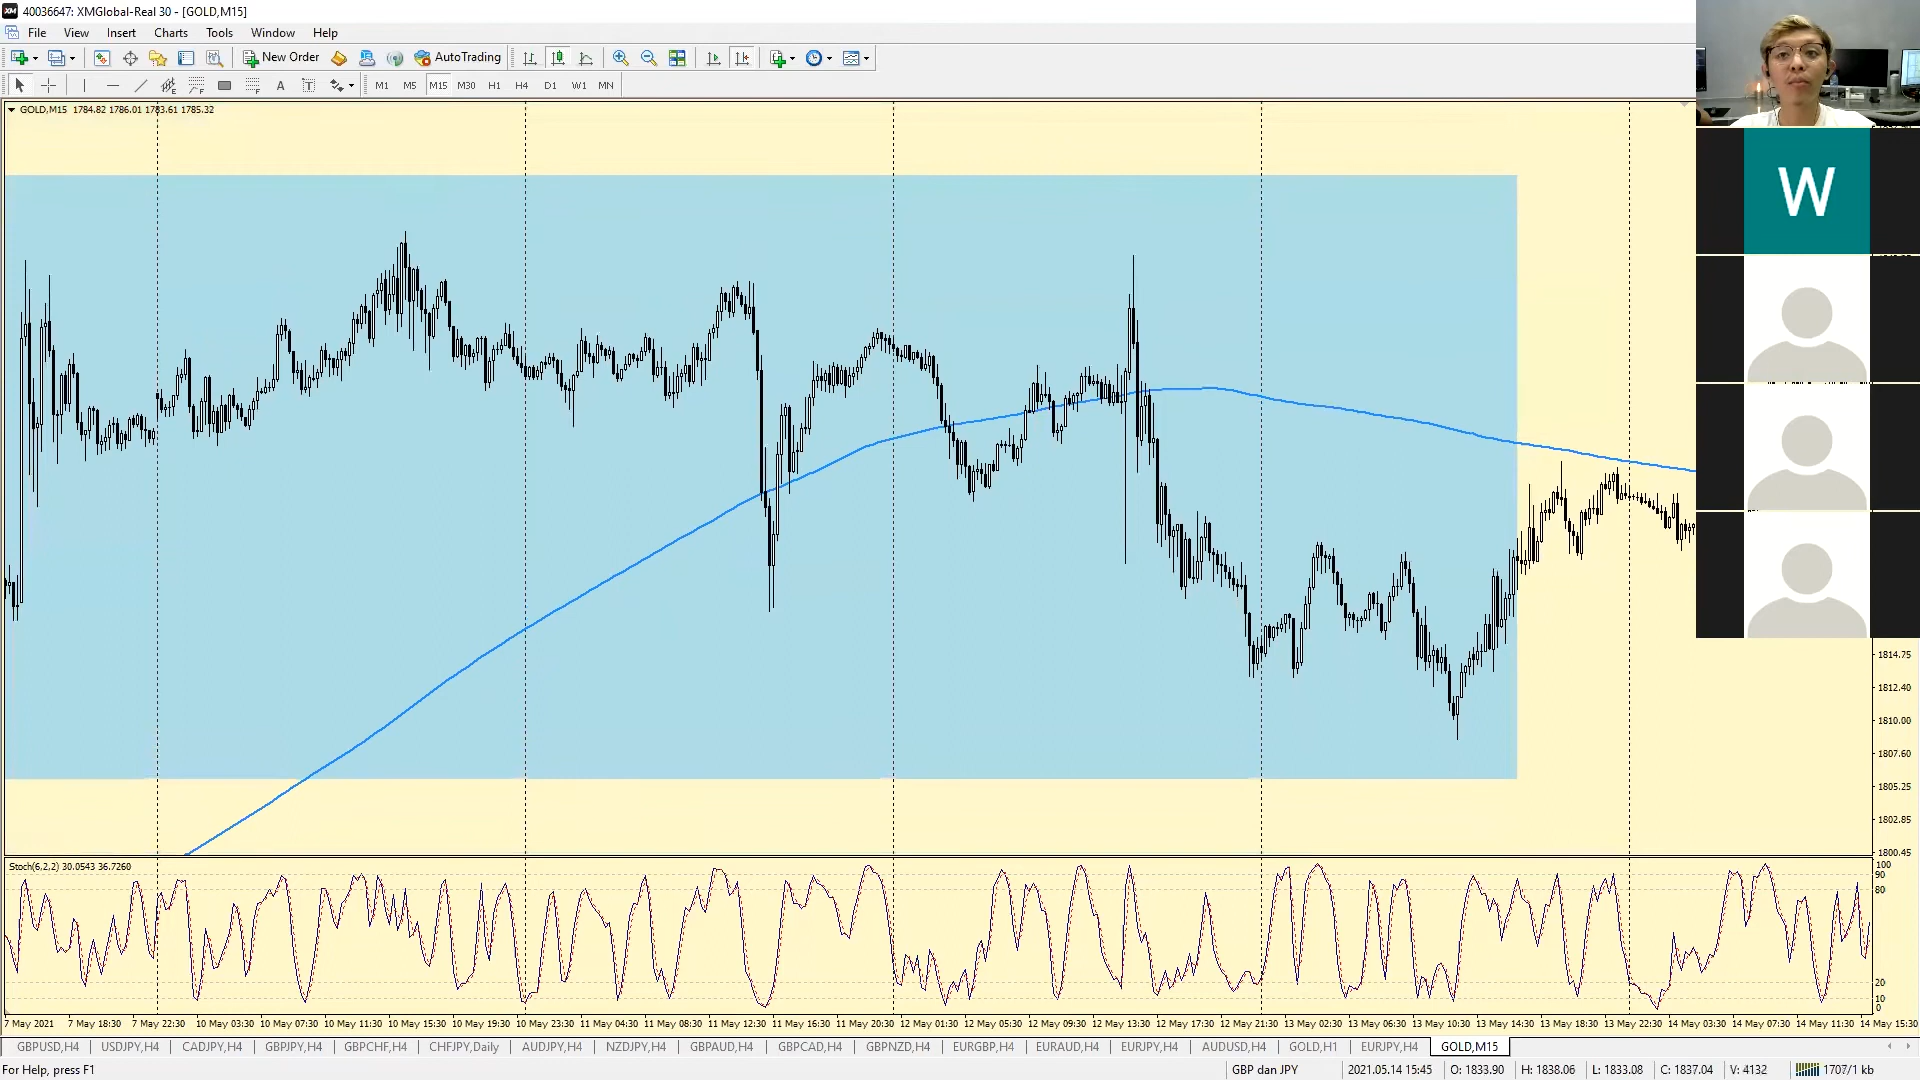 XM 40036647: XMGlobal-Real 30 - [GOLD,M15]
File View Insert Charts Tools Window Help
New Order AutoTrading
A T M1 M5 M15 M30 H1 H4 D1 W1 MN
GOLD,M15 1784.82 1786.01 1783.61 1785.32
W
1814.75
1812.40
1810.00
1807.60
1805.25
1802.85
1800.45
Stoch(6,2,2) 30.0543 36.7260
100
90
80
20
10
0
7 May 2021 7 May 18:30 7 May 22:30 10 May 03:30 10 May 07:30 10 May 11:30 10 May 15:30 10 May 19:30 10 May 23:30 11 May 04:30 11 May 08:30 11 May 12:30 11 May 16:30 11 May 20:30 12 May 01:30 12 May 05:30 12 May 09:30 12 May 13:30 12 May 17:30 12 May 21:30 13 May 02:30 13 May 06:30 13 May 10:30 13 May 14:30 13 May 18:30 13 May 22:30 14 May 03:30 14 May 07:30 14 May 11:30 14 May 15:30
GBPUSD,H4 USDJPY,H4 CADJPY,H4 GBPJPY,H4 GBPCHF,H4 CHFJPY,Daily AUDJPY,H4 NZDJPY,H4 GBPAUD,H4 GBPCAD,H4 GBPNZD,H4 EURGBP,H4 EURAUD,H4 EURJPY,H4 AUDUSD,H4 GOLD,H1 EURJPY,H4 GOLD,M15
For Help, press F1 GBP dan JPY 2021.05.14 15:45 O: 1833.90 H: 1838.06 L: 1833.08 C: 1837.04 V: 4132 1707/1 kb